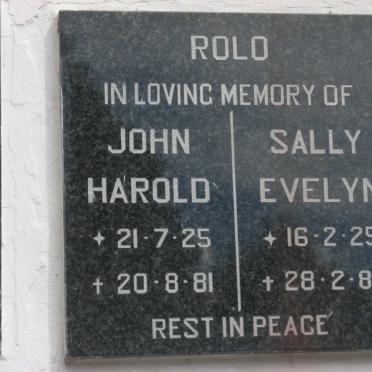 ROLO
IN LOVING MEMORY OF
JOHN SALLY
HAROLD EVELYN
✦ 21·7·25 ✦ 16·2·25
✝ 20·8·81 ✝ 28·2·8
REST IN PEACE